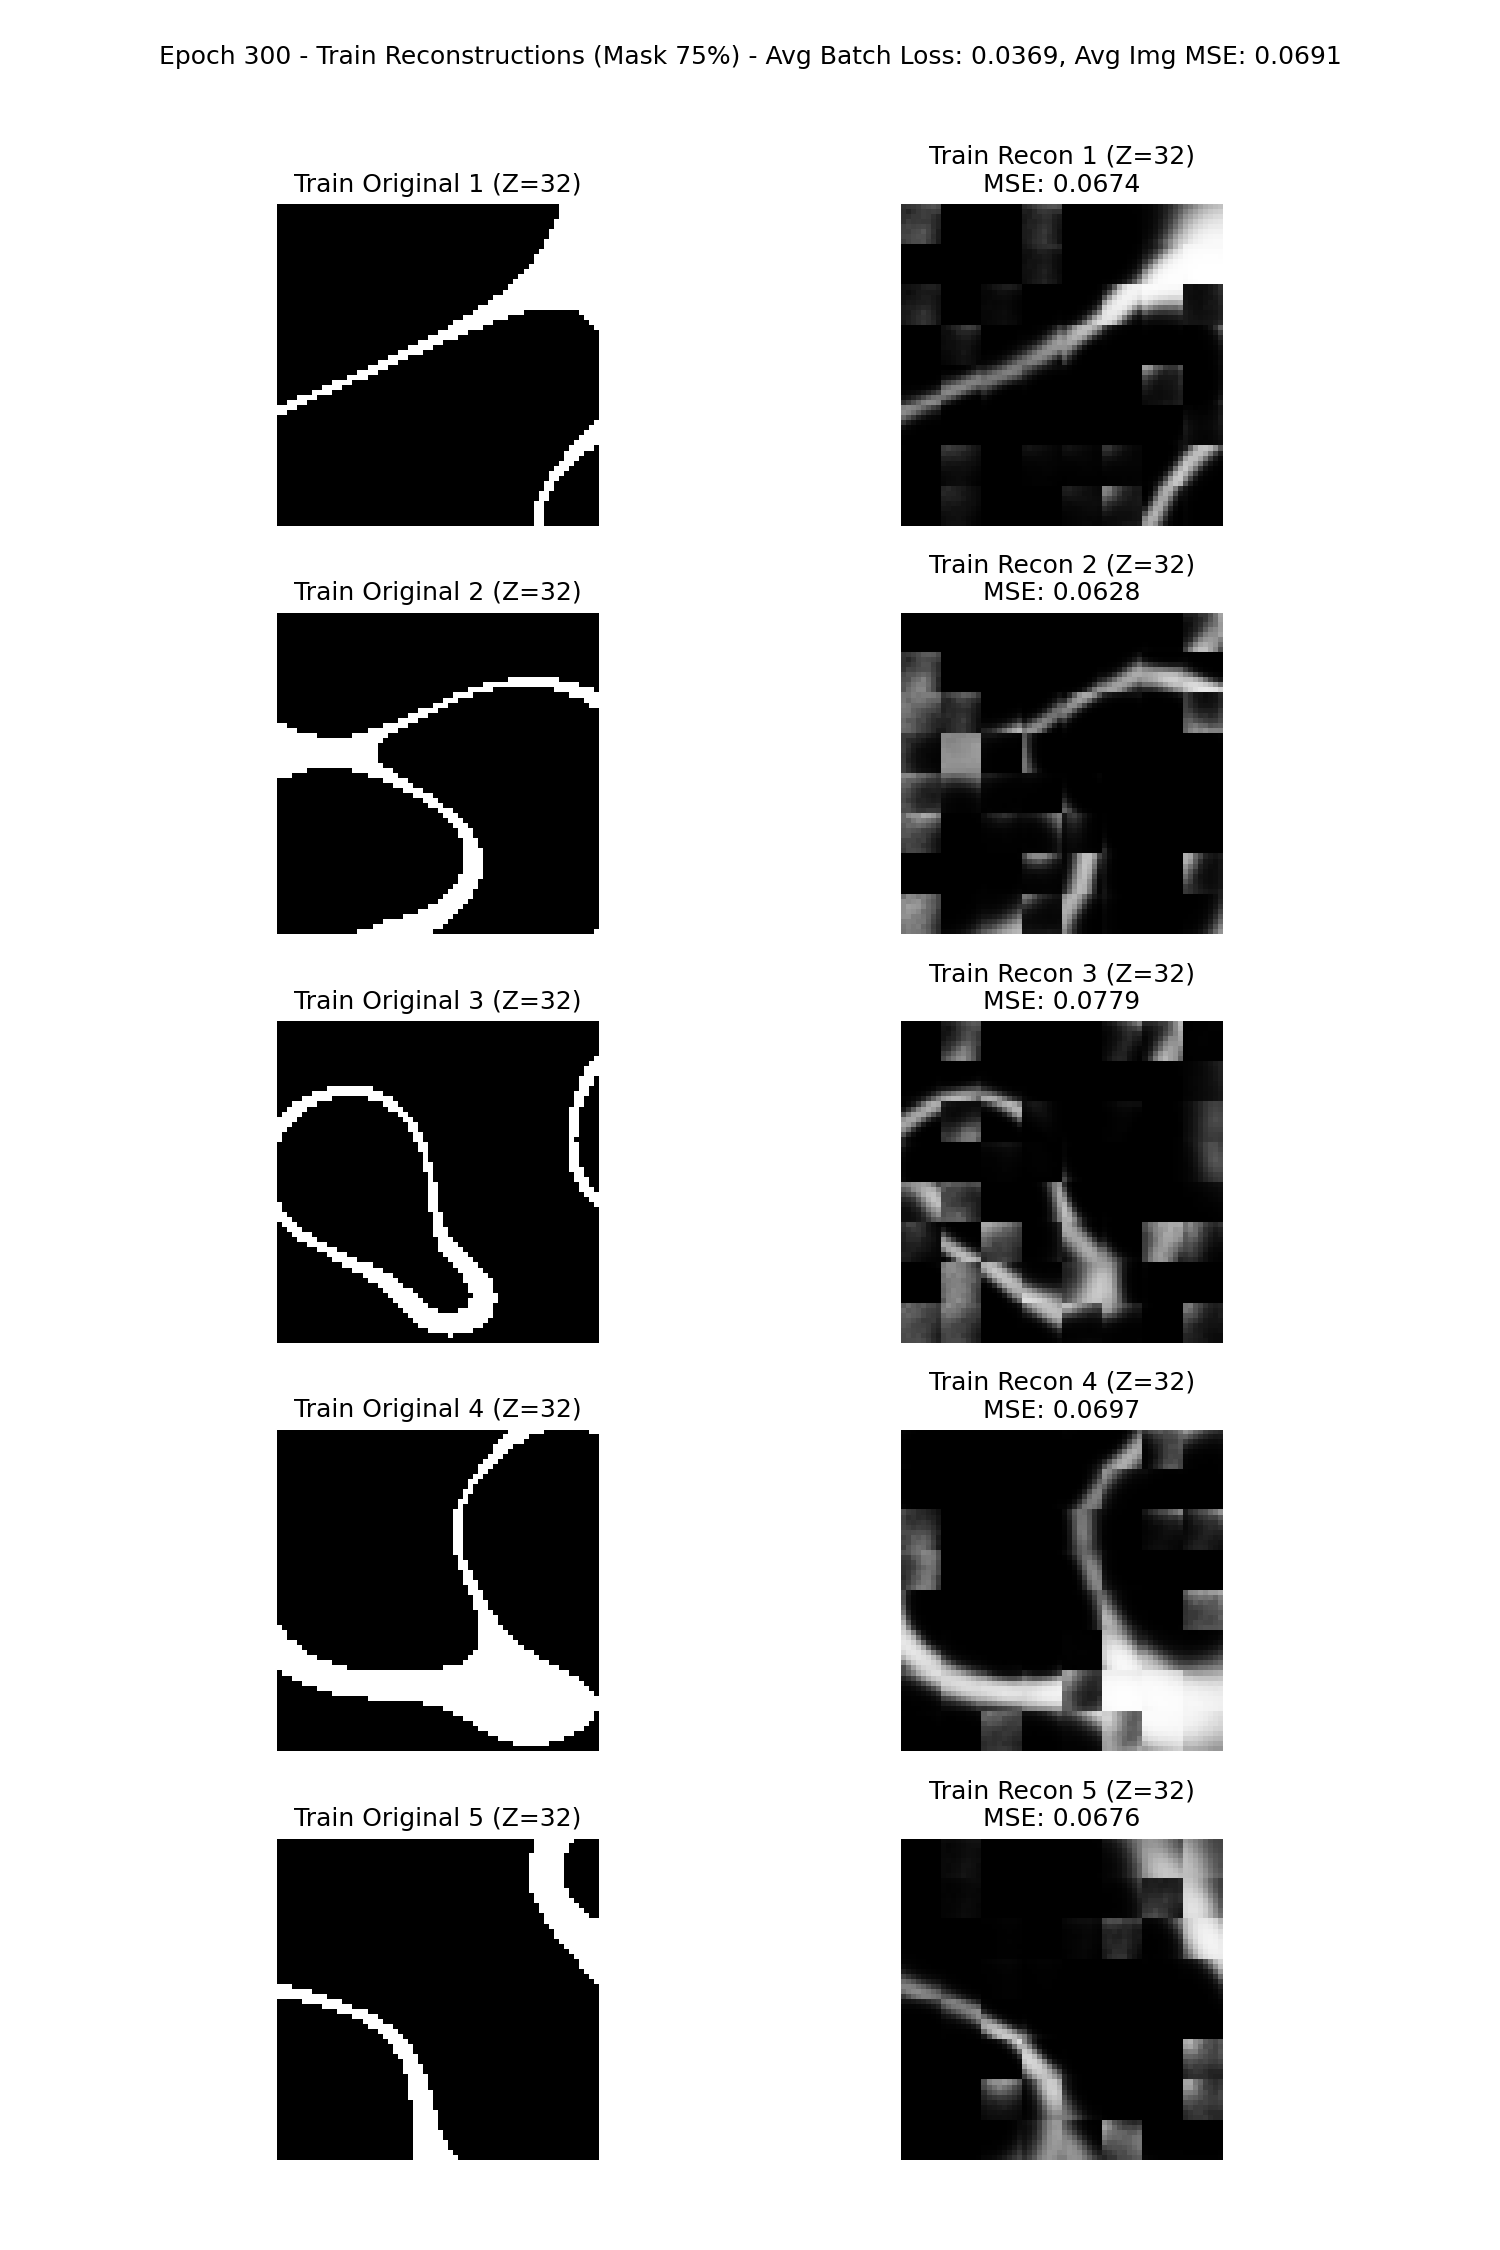 Epoch 300 - Train Reconstructions (Mask 75%) - Avg Batch Loss: 0.0369, Avg Img MSE: 0.0691
Train Original 1 (Z=32)
Train Recon 1 (Z=32)
MSE: 0.0674
Train Original 2 (Z=32)
Train Recon 2 (Z=32)
MSE: 0.0628
Train Original 3 (Z=32)
Train Recon 3 (Z=32)
MSE: 0.0779
Train Original 4 (Z=32)
Train Recon 4 (Z=32)
MSE: 0.0697
Train Original 5 (Z=32)
Train Recon 5 (Z=32)
MSE: 0.0676